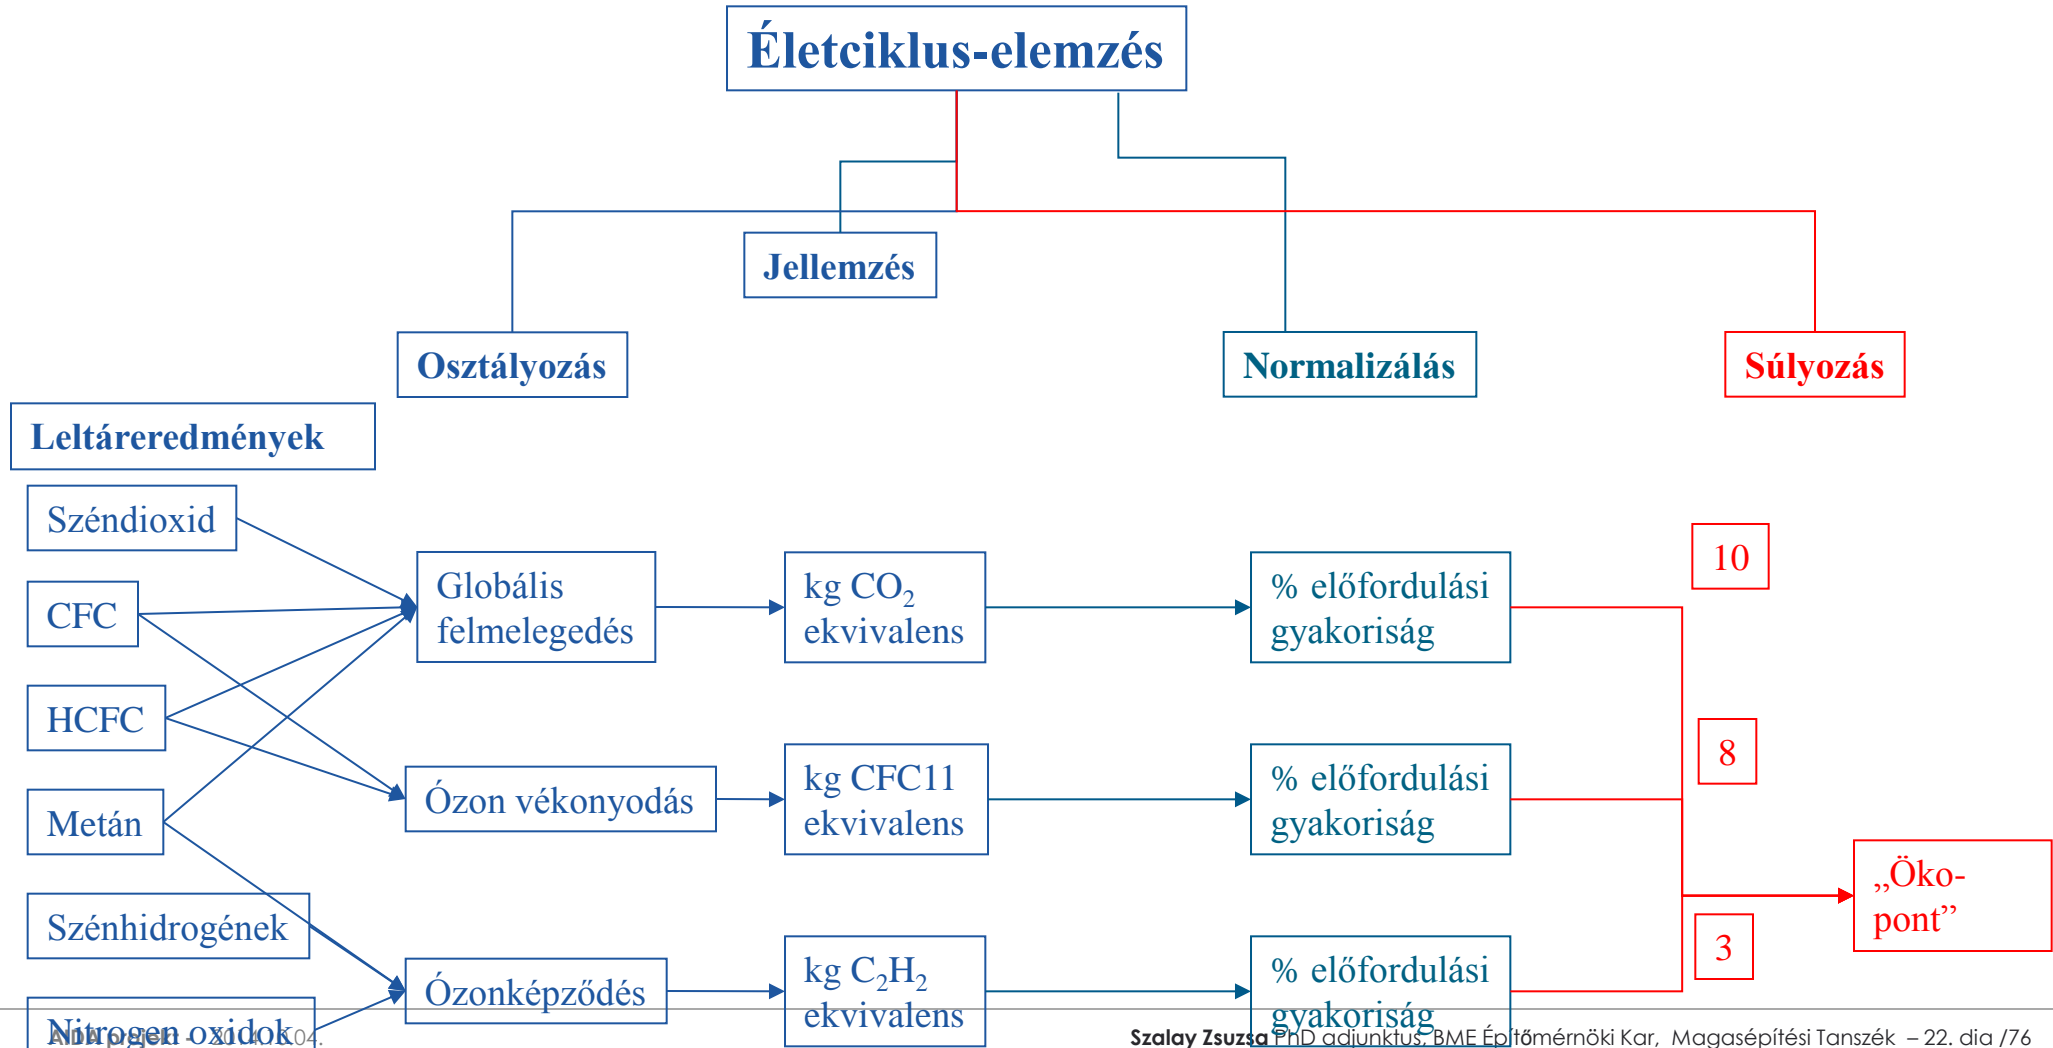 Életciklus-elemzés
Jellemzés
Osztályozás
Normalizálás
Súlyozás
Leltáreredmények
Széndioxid
CFC
HCFC
Metán
Szénhidrogének
Nitrogen oxidok
Globális
felmelegedés
Ózon vékonyodás
Ózonképződés
kg CO₂
ekvivalens
kg CFC11
ekvivalens
kg C₂H₂
ekvivalens
% előfordulási
gyakoriság
% előfordulási
gyakoriság
% előfordulási
gyakoriság
10
8
3
„Öko-
pont”
AIDA projekt -
Szalay Zsuzsa PhD adjunktus, BME Építőmérnöki Kar, Magasépítési Tanszék – 22. dia /76